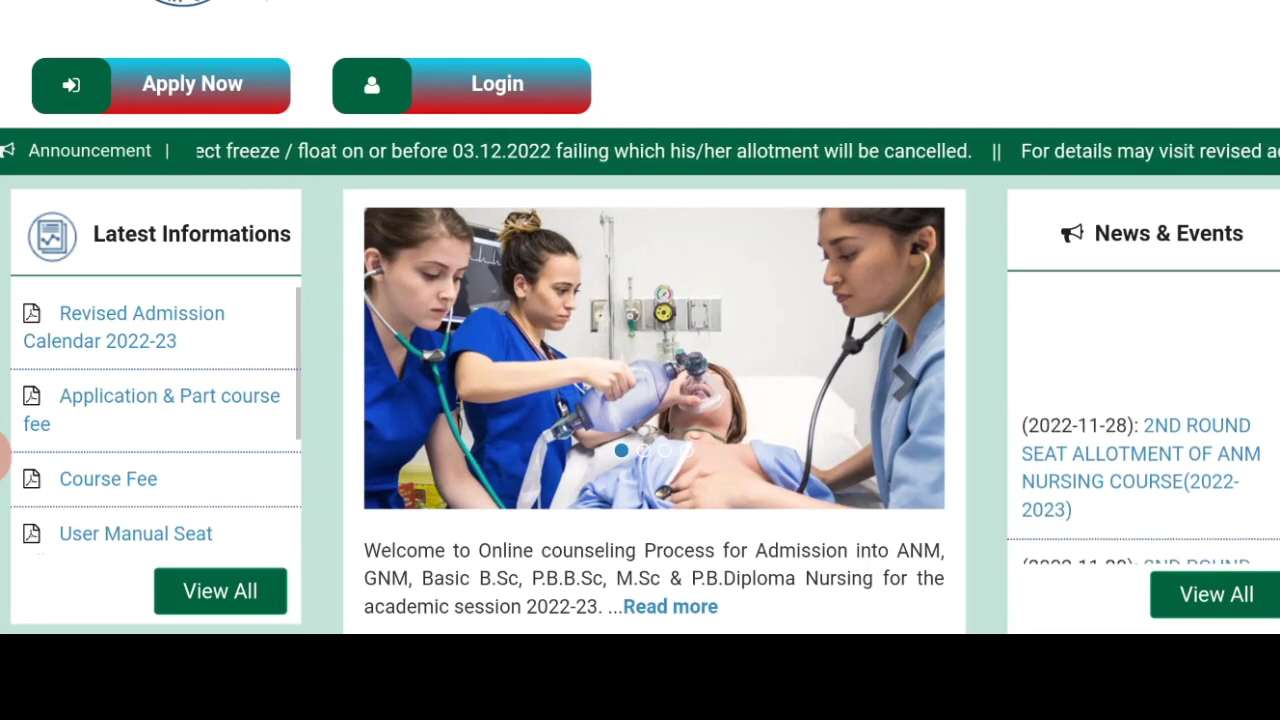 Apply Now
Login
Announcement | ect freeze / float on or before 03.12.2022 failing which his/her allotment will be cancelled. || For details may visit revised
Latest Informations
Revised Admission
Calendar 2022-23
Application & Part course
fee
Course Fee
User Manual Seat
View All
Welcome to Online counseling Process for Admission into ANM,
GNM, Basic B.Sc, P.B.B.Sc, M.Sc & P.B.Diploma Nursing for the
academic session 2022-23. ...Read more
News & Events
(2022-11-28): 2ND ROUND
SEAT ALLOTMENT OF ANM
NURSING COURSE(2022-
2023)
View All